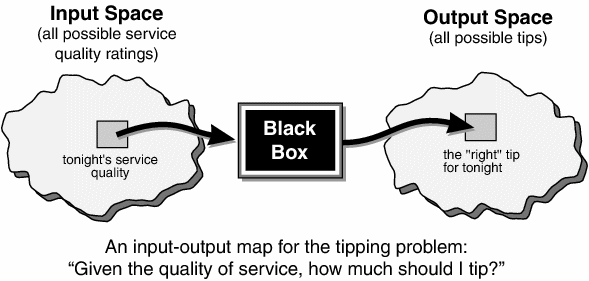 Input Space
(all possible service
quality ratings)
Output Space
(all possible tips)
tonight's service
quality
Black
Box
the "right" tip
for tonight
An input-output map for the tipping problem:
“Given the quality of service, how much should I tip?”